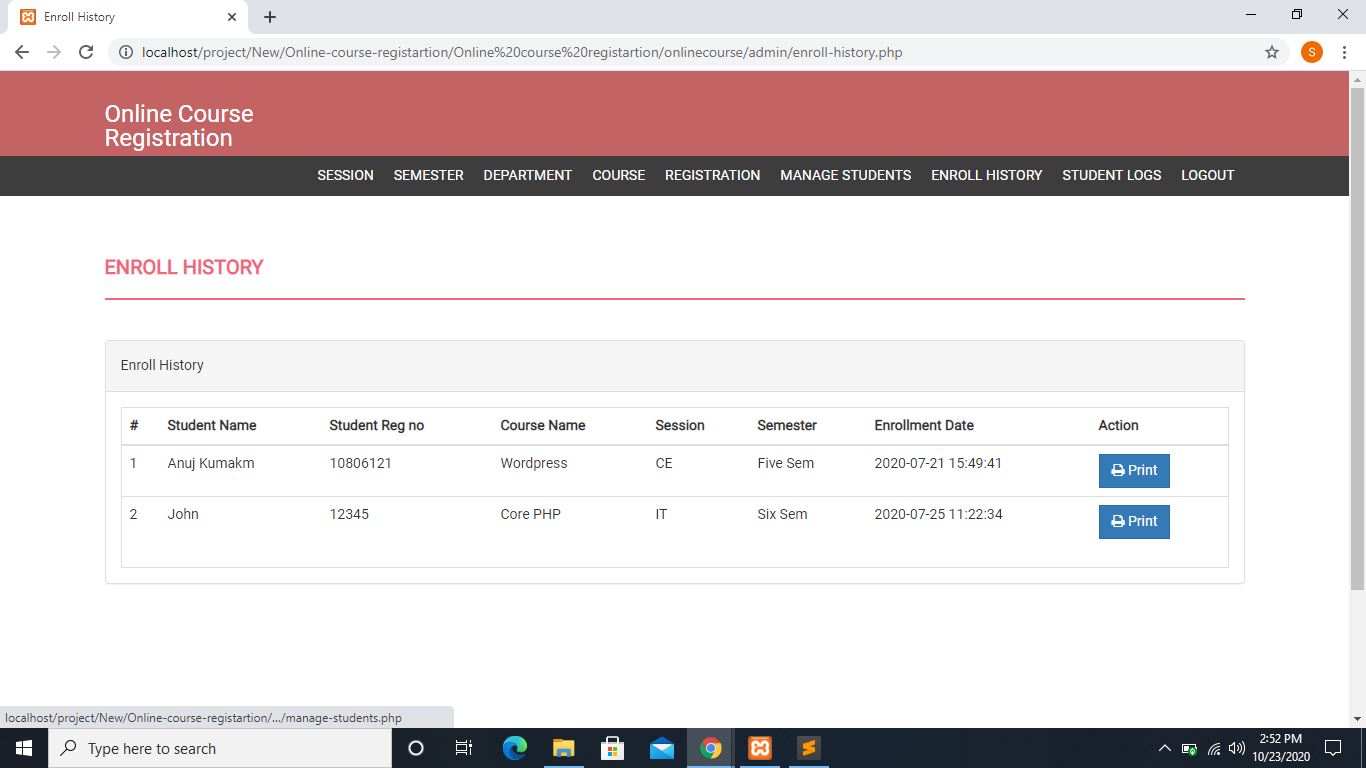 Enroll History
localhost/project/New/Online-course-registartion/Online%20course%20registartion/onlinecourse/admin/enroll-history.php
S
Online Course
Registration
SESSION SEMESTER DEPARTMENT COURSE REGISTRATION MANAGE STUDENTS ENROLL HISTORY STUDENT LOGS LOGOUT
ENROLL HISTORY
Enroll History
# Student Name Student Reg no Course Name Session Semester Enrollment Date Action
1 Anuj Kumakm 10806121 Wordpress CE Five Sem 2020-07-21 15:49:41 Print
2 John 12345 Core PHP IT Six Sem 2020-07-25 11:22:34 Print
localhost/project/New/Online-course-registartion/.../manage-students.php
Type here to search
2:52 PM
10/23/2020